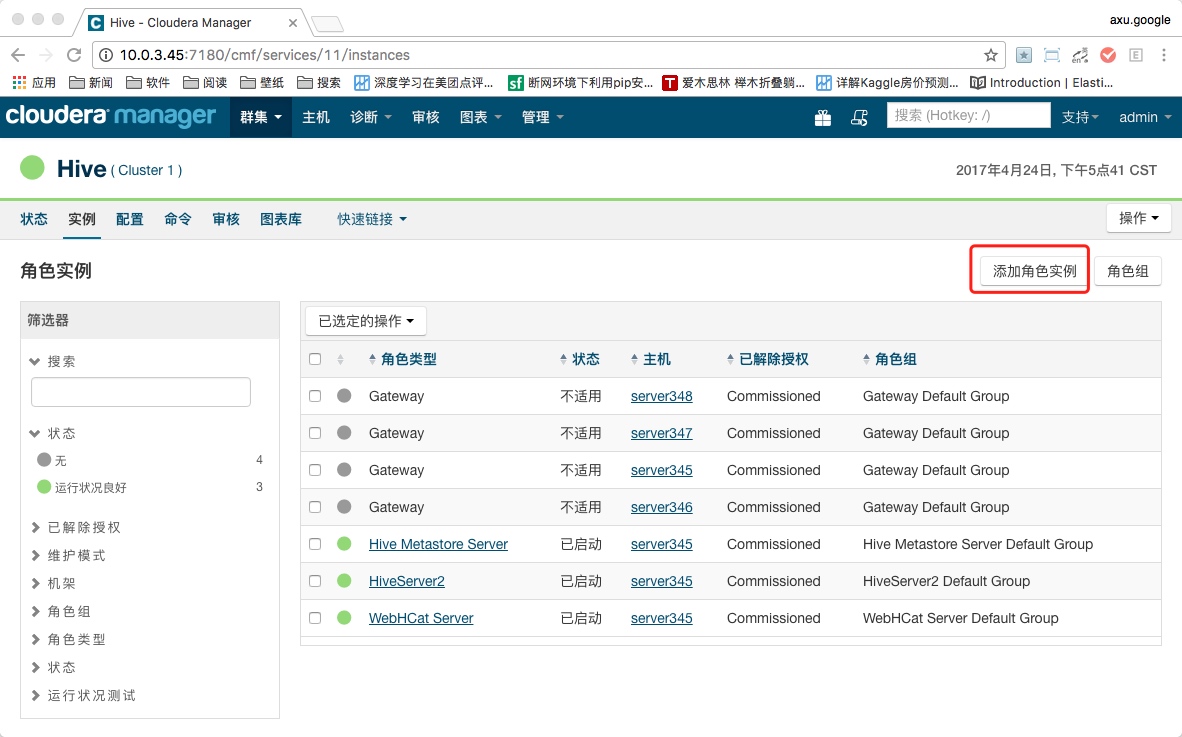 Hive - Cloudera Manager
axu.google
10.0.3.45:7180/cmf/services/11/instances
应用 新闻 软件 阅读 壁纸 搜索 深度学习在美团点评... 断网环境下利用pip安... 爱木思林 榉木折叠躺... 详解Kaggle房价预测... Introduction | Elasti...
cloudera manager 群集 主机 诊断 审核 图表 管理 搜索 (Hotkey: /) 支持 admin
Hive ( Cluster 1 ) 2017年4月24日, 下午5点41 CST
状态 实例 配置 命令 审核 图表库 快速链接 操作
角色实例 添加角色实例 角色组
筛选器
搜索
状态
无 4
运行状况良好 3
已解除授权
维护模式
机架
角色组
角色类型
状态
运行状况测试
已选定的操作
角色类型 状态 主机 已解除授权 角色组
Gateway 不适用 server348 Commissioned Gateway Default Group
Gateway 不适用 server347 Commissioned Gateway Default Group
Gateway 不适用 server345 Commissioned Gateway Default Group
Gateway 不适用 server346 Commissioned Gateway Default Group
Hive Metastore Server 已启动 server345 Commissioned Hive Metastore Server Default Group
HiveServer2 已启动 server345 Commissioned HiveServer2 Default Group
WebHCat Server 已启动 server345 Commissioned WebHCat Server Default Group